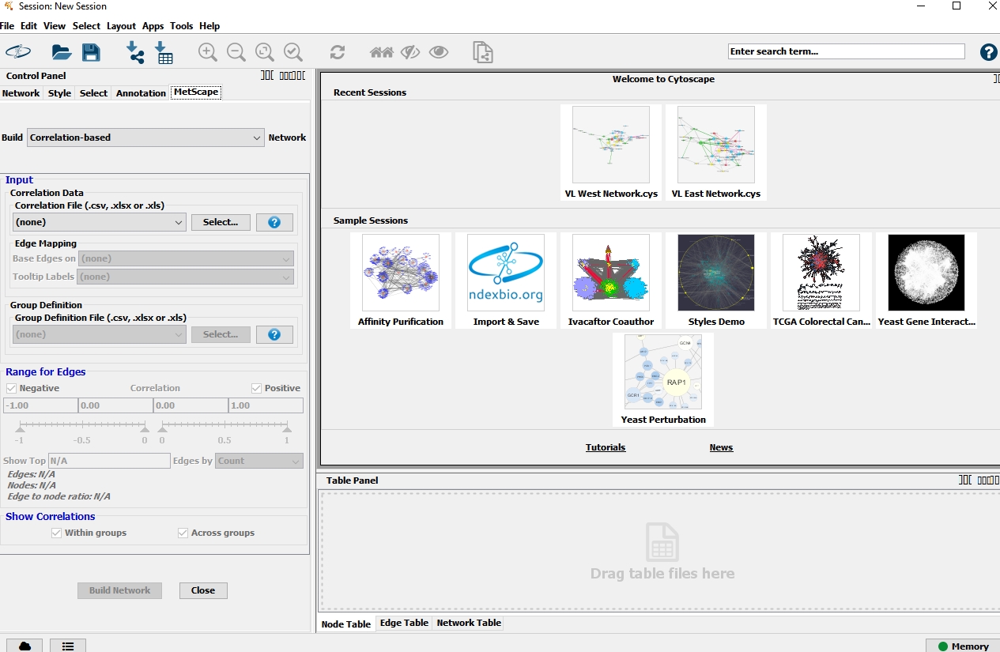 Session: New Session
File Edit View Select Layout Apps Tools Help
Enter search term...
Control Panel
Network Style Select Annotation MetScape
Build Correlation-based Network
Input
Correlation Data
Correlation File (.csv, .xlsx or .xls)
(none) Select... ?
Edge Mapping
Base Edges on (none)
Tooltip Labels (none)
Group Definition
Group Definition File (.csv, .xlsx or .xls)
(none) Select... ?
Range for Edges
Negative Correlation Positive
-1.00 0.00 0.00 1.00
-1 -0.5 0 0 0.5 1
Show Top N/A Edges by Count
Edges: N/A
Nodes: N/A
Edge to node ratio: N/A
Show Correlations
Within groups Across groups
Build Network Close
Welcome to Cytoscape
Recent Sessions
VL West Network.cys VL East Network.cys
Sample Sessions
ndexbio.org
Affinity Purification Import & Save Ivacaftor Coauthor Styles Demo TCGA Colorectal Can... Yeast Gene Interact...
GCN4
RAP1
GCR1
Yeast Perturbation
Tutorials News
Table Panel
Drag table files here
Node Table Edge Table Network Table
Memory